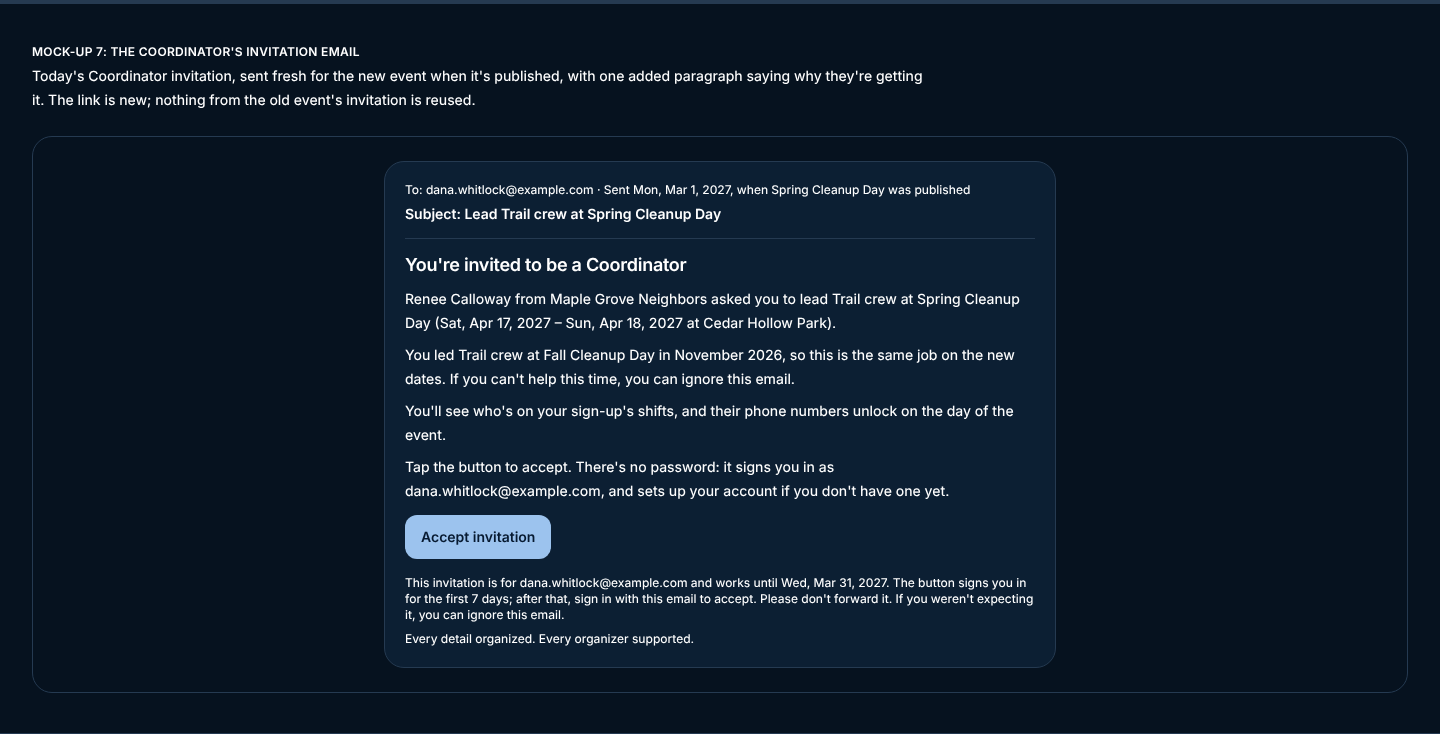 MOCK-UP 7: THE COORDINATOR'S INVITATION EMAIL
Today's Coordinator invitation, sent fresh for the new event when it's published, with one added paragraph saying why they're getting
it. The link is new; nothing from the old event's invitation is reused.
To: dana.whitlock@example.com · Sent Mon, Mar 1, 2027, when Spring Cleanup Day was published
Subject: Lead Trail crew at Spring Cleanup Day
You're invited to be a Coordinator
Renee Calloway from Maple Grove Neighbors asked you to lead Trail crew at Spring Cleanup
Day (Sat, Apr 17, 2027 – Sun, Apr 18, 2027 at Cedar Hollow Park).
You led Trail crew at Fall Cleanup Day in November 2026, so this is the same job on the new
dates. If you can't help this time, you can ignore this email.
You'll see who's on your sign-up's shifts, and their phone numbers unlock on the day of the
event.
Tap the button to accept. There's no password: it signs you in as
dana.whitlock@example.com, and sets up your account if you don't have one yet.
Accept invitation
This invitation is for dana.whitlock@example.com and works until Wed, Mar 31, 2027. The button signs you in
for the first 7 days; after that, sign in with this email to accept. Please don't forward it. If you weren't expecting
it, you can ignore this email.
Every detail organized. Every organizer supported.